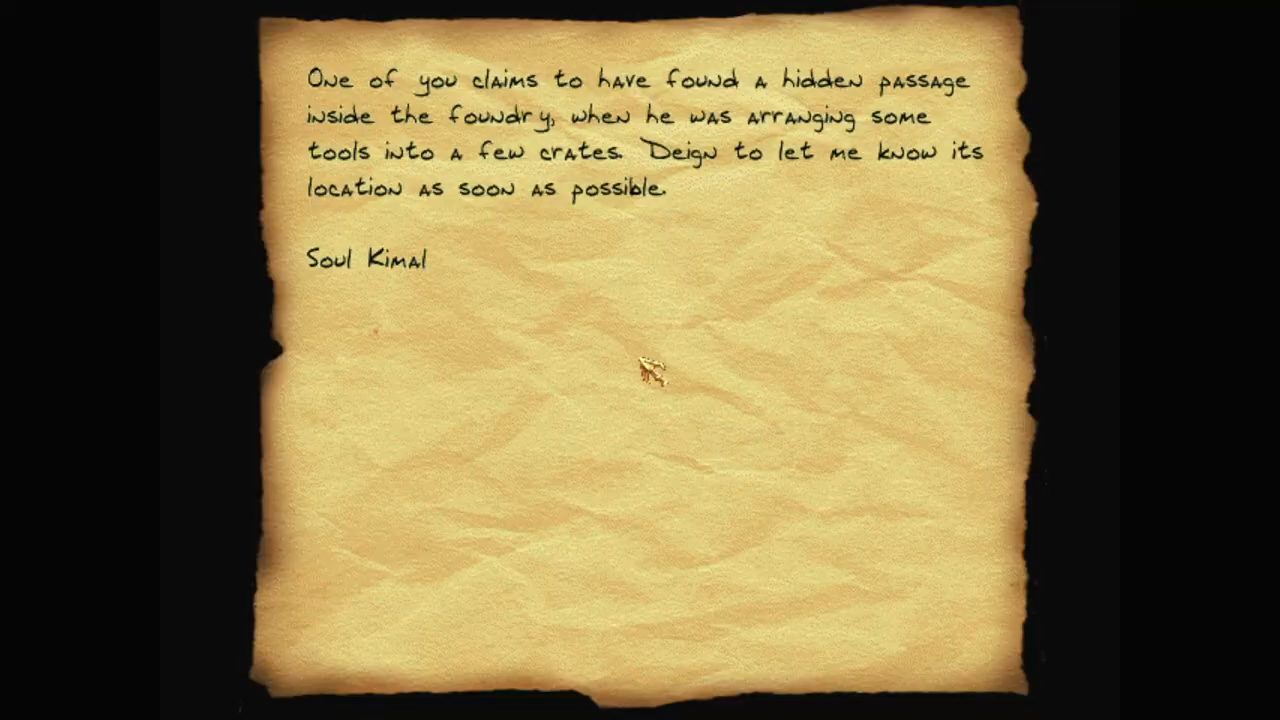 One of you claims to have found a hidden passage
inside the foundry, when he was arranging some
tools into a few crates. Deign to let me know its
location as soon as possible.
Soul Kimal